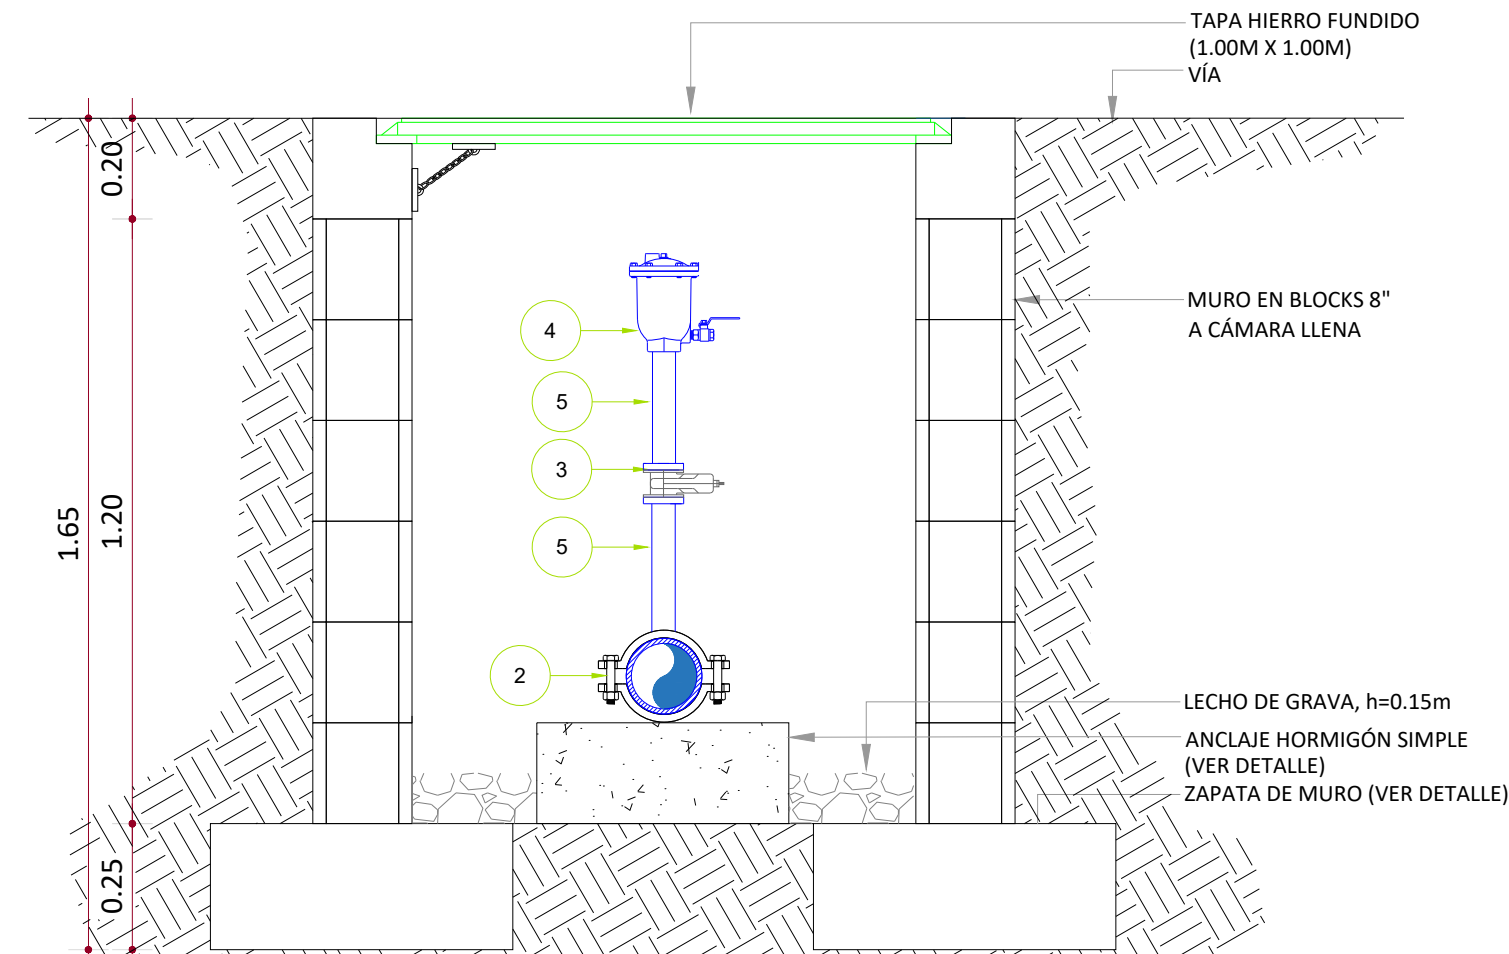 TAPA HIERRO FUNDIDO
(1.00M X 1.00M)
VÍA
0.20
MURO EN BLOCKS 8"
A CÁMARA LLENA
4
5
3
1.20
1.65
5
2
LECHO DE GRAVA, h=0.15m
ANCLAJE HORMIGÓN SIMPLE
(VER DETALLE)
ZAPATA DE MURO (VER DETALLE)
0.25